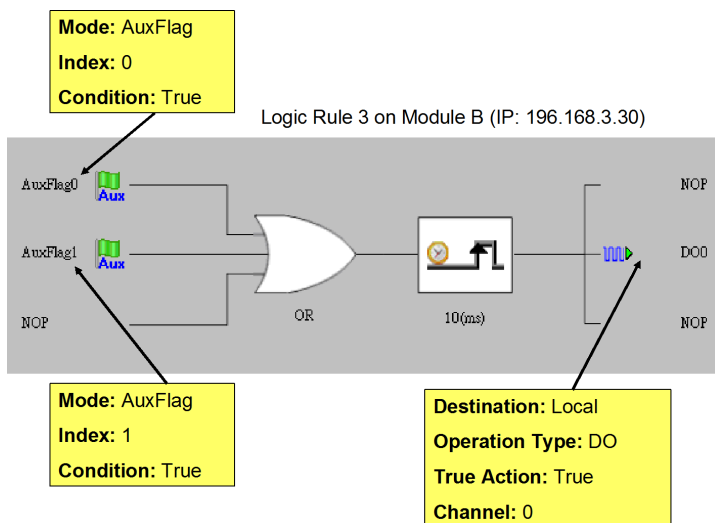 Mode: AuxFlag
Index: 0
Condition: True
Logic Rule 3 on Module B (IP: 196.168.3.30)
AuxFlag0
Aux
NOP
AuxFlag1
Aux
DO0
NOP
OR
10(ms)
NOP
Mode: AuxFlag
Index: 1
Condition: True
Destination: Local
Operation Type: DO
True Action: True
Channel: 0